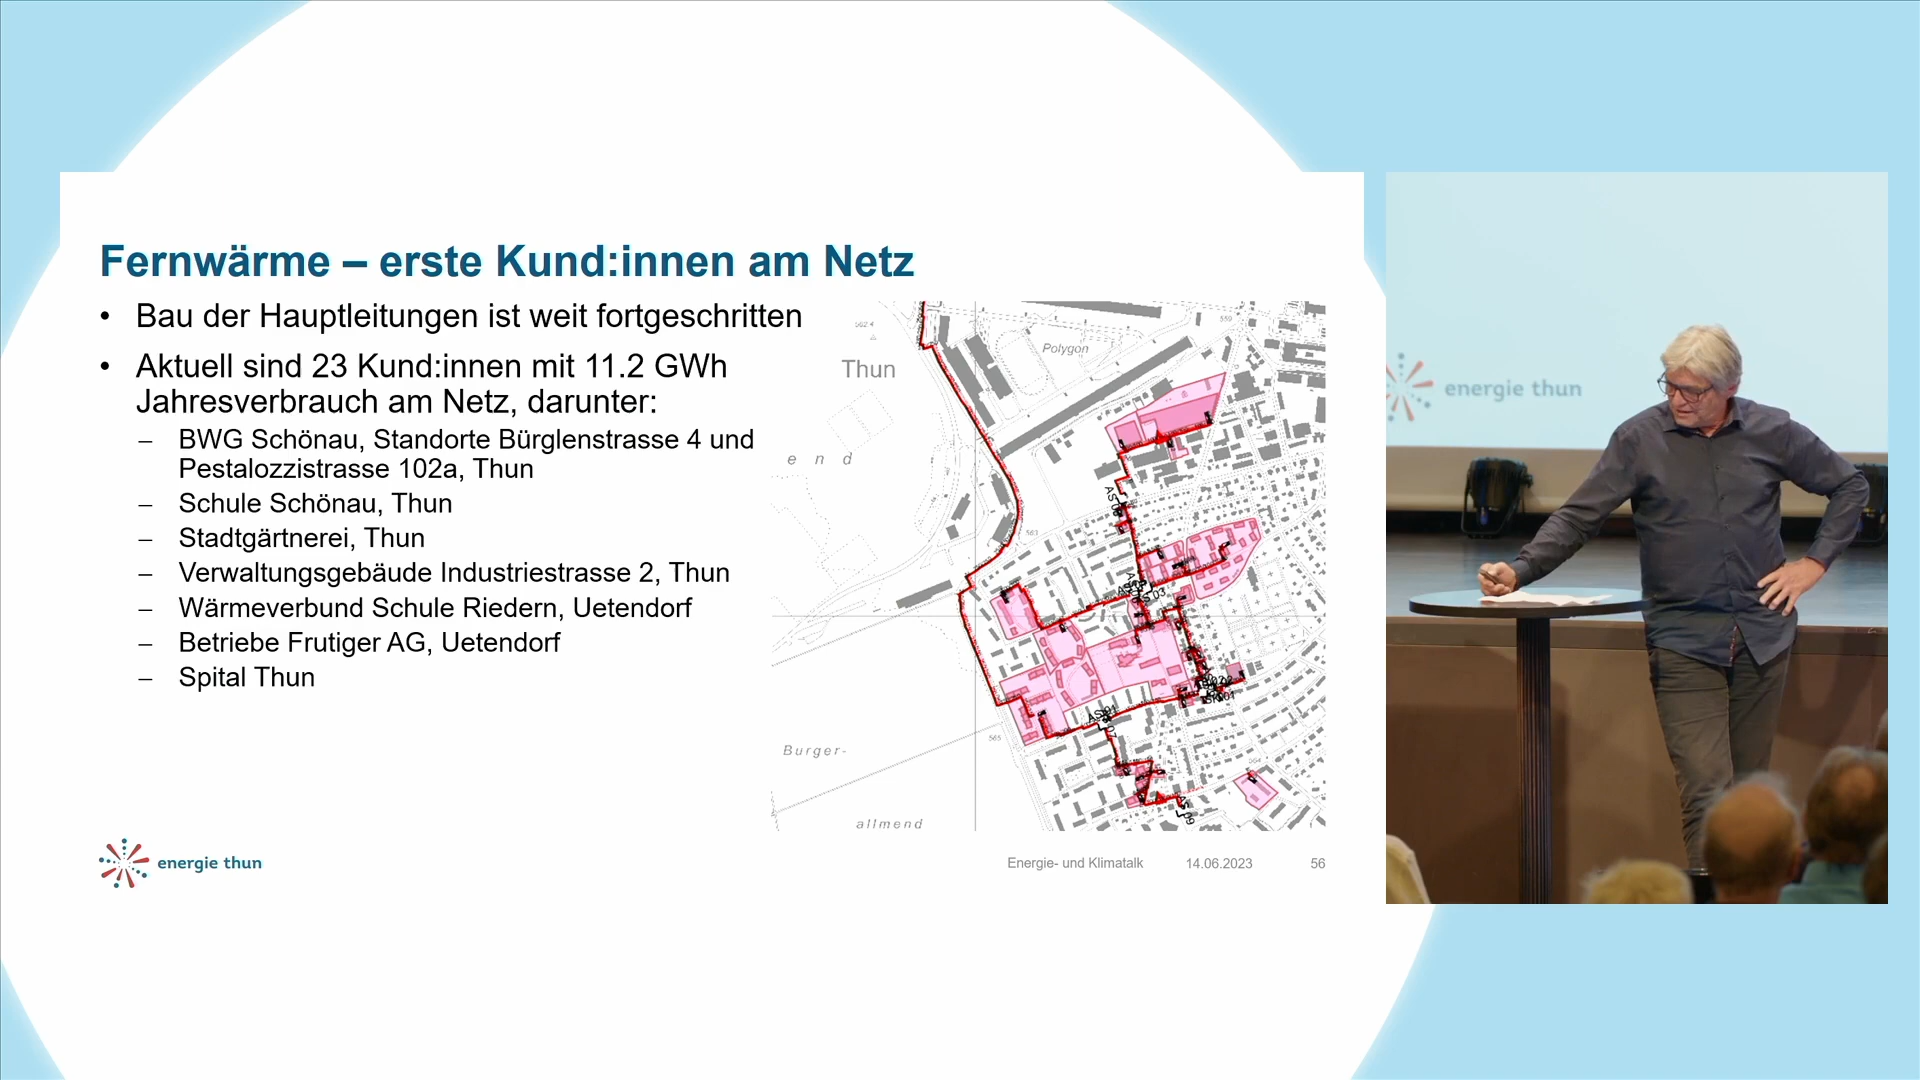 Fernwärme – erste Kund:innen am Netz
• Bau der Hauptleitungen ist weit fortgeschritten
• Aktuell sind 23 Kund:innen mit 11.2 GWh
Jahresverbrauch am Netz, darunter:
– BWG Schönau, Standorte Bürglenstrasse 4 und
Pestalozzistrasse 102a, Thun
– Schule Schönau, Thun
– Stadtgärtnerei, Thun
– Verwaltungsgebäude Industriestrasse 2, Thun
– Wärmeverbund Schule Riedern, Uetendorf
– Betriebe Frutiger AG, Uetendorf
– Spital Thun
Thun
Polygon
e n d
563
565
564
Burger-
allmend
energie thun
Energie- und Klimatalk
14.06.2023
56
energie thun